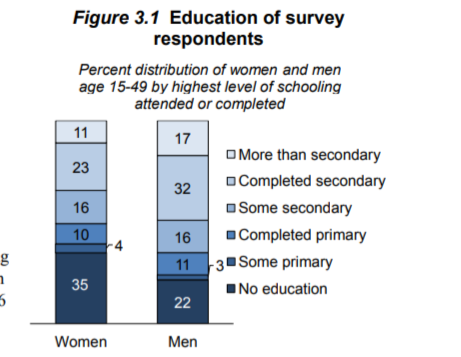 Figure 3.1 Education of survey
respondents
Percent distribution of women and men
age 15-49 by highest level of schooling
attended or completed
11
23
16
10
4
35
17
32
16
11
3
22
More than secondary
Completed secondary
Some secondary
Completed primary
Some primary
No education
Women Men
g
6